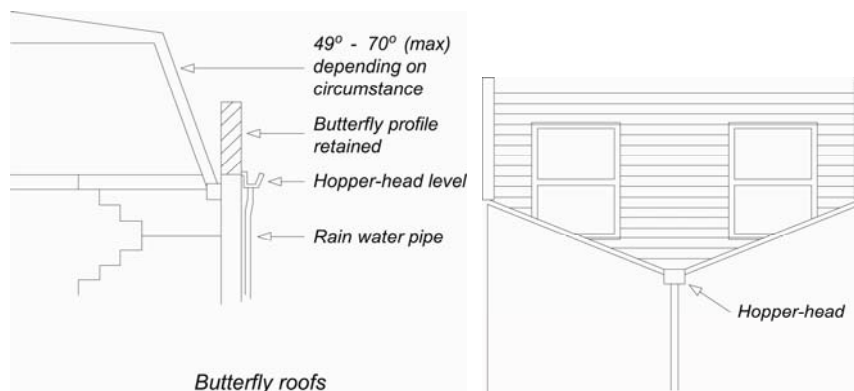 49º - 70º (max)
depending on
circumstance
Butterfly profile
retained
Hopper-head level
Rain water pipe
Butterfly roofs
Hopper-head